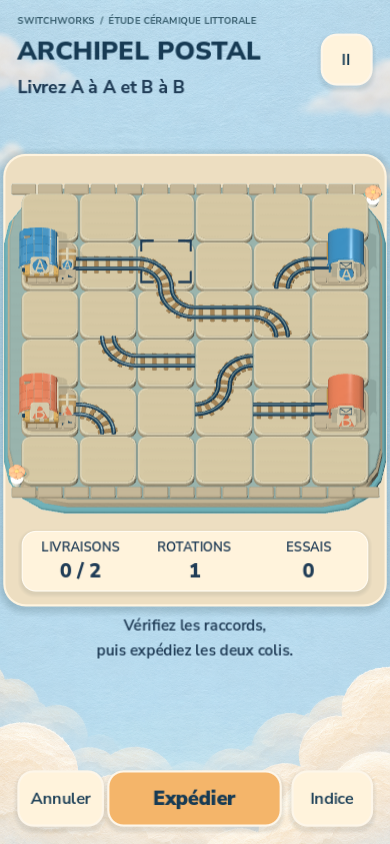 SWITCHWORKS / ÉTUDE CÉRAMIQUE LITTORALE
ARCHIPEL POSTAL
Livrez A à A et B à B
II
A
A
B
B
LIVRAISONS ROTATIONS ESSAIS
0 / 2 1 0
Vérifiez les raccords,
puis expédiez les deux colis.
Annuler Expédier Indice